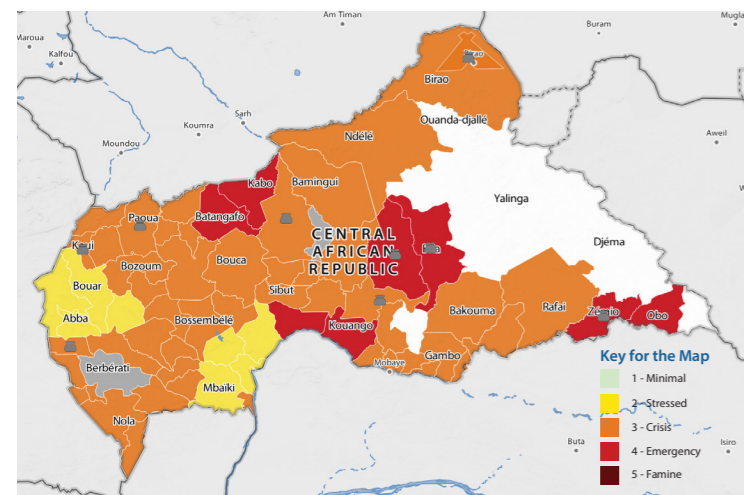 Am Timan
Mugla
Buram
Maroua
Kalfou
Birao
Birao
Sarh
Ouanda-djallé
Koumra
Ndélé
Aweil
Moundou
Kabo
Bamingui
Yalinga
Batangafo
Paoua
CENTRAL
AFRICAN
REPUBLIC
Djéma
Koui
Bouca
Bozoum
Bouar
Sibut
Rafaï
Bakouma
Zémio
Obo
Abba
Bossembélé
Kouango
Gambo
Mobaye
Berbérati
Mbaïki
Nola
Buta
Isiro
Key for the Map
1 - Minimal
2 - Stressed
3 - Crisis
4 - Emergency
5 - Famine